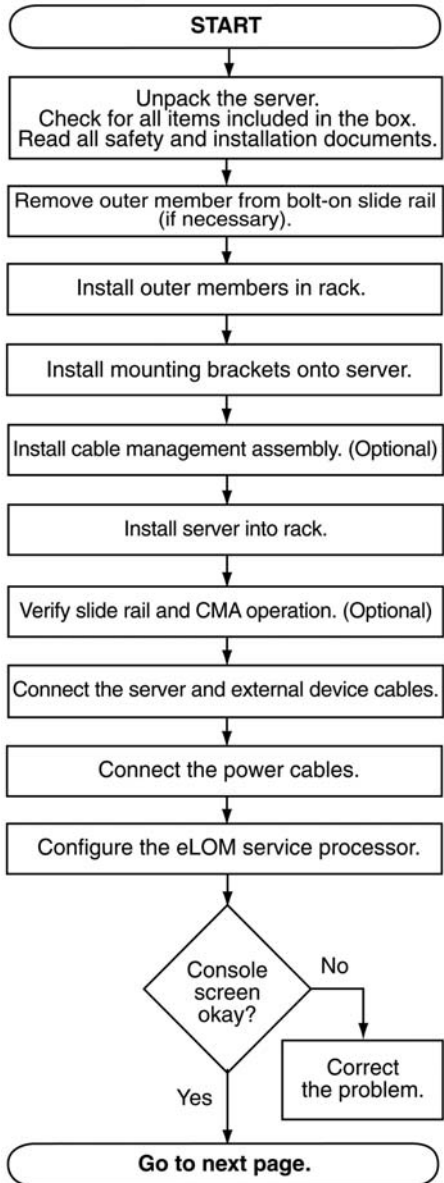 START
Unpack the server.
Check for all items included in the box.
Read all safety and installation documents.
Remove outer member from bolt-on slide rail
(if necessary).
Install outer members in rack.
Install mounting brackets onto server.
Install cable management assembly. (Optional)
Install server into rack.
Verify slide rail and CMA operation. (Optional)
Connect the server and external device cables.
Connect the power cables.
Configure the eLOM service processor.
Console
screen
okay?
No
Correct
the problem.
Yes
Go to next page.